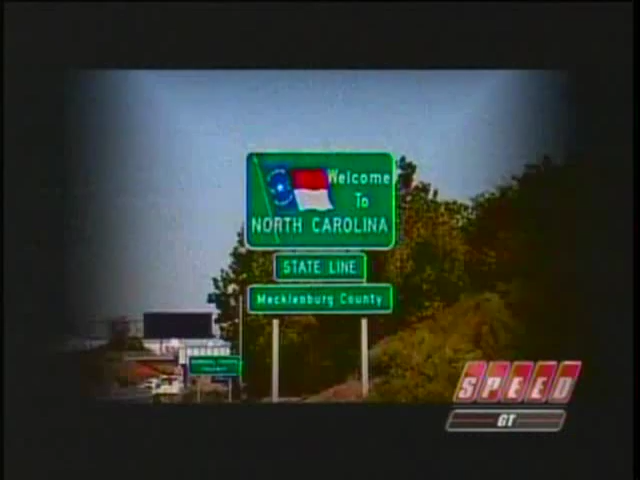 Welcome
To
NORTH CAROLINA
STATE LINE
Mecklenburg County
SPEED
GT